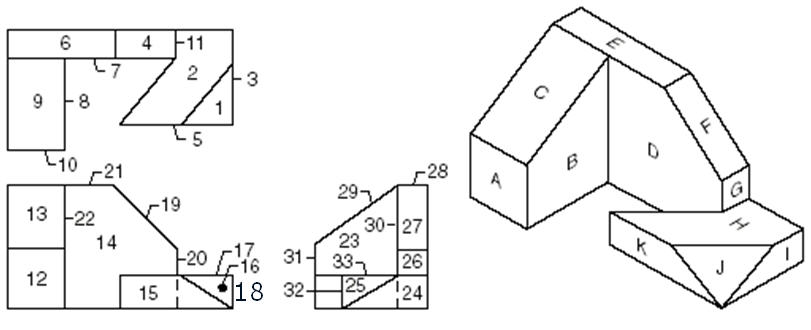 6 4 11
7 2 3
9 8 1
5
10
21 28
29
13 22 19 30 27
14 23
20 31 26
17 33
12 16
15 18 32 25 24
E
C
F
B D
A G
H
K J I